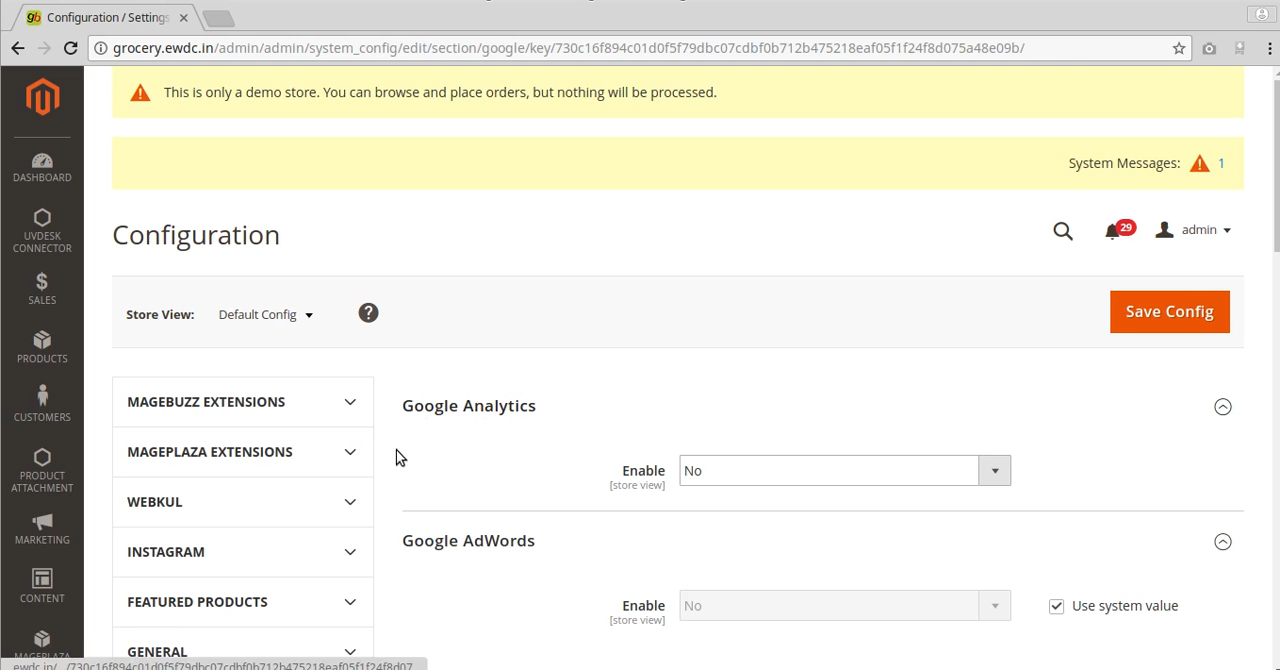 Configuration / Settings
grocery.ewdc.in/admin/admin/system_config/edit/section/google/key/730c16f894c01d0f5f79dbc07cdbf0b712b475218eaf05f1f24f8d075a48e09b/
This is only a demo store. You can browse and place orders, but nothing will be processed.
System Messages: 1
Configuration
29
admin
Store View: Default Config
Save Config
DASHBOARD
UVDESK
CONNECTOR
SALES
PRODUCTS
CUSTOMERS
PRODUCT
ATTACHMENT
MARKETING
CONTENT
MAGEPLAZA
MAGEBUZZ EXTENSIONS
MAGEPLAZA EXTENSIONS
WEBKUL
INSTAGRAM
FEATURED PRODUCTS
GENERAL
Google Analytics
Enable No
[store view]
Google AdWords
Enable No Use system value
[store view]